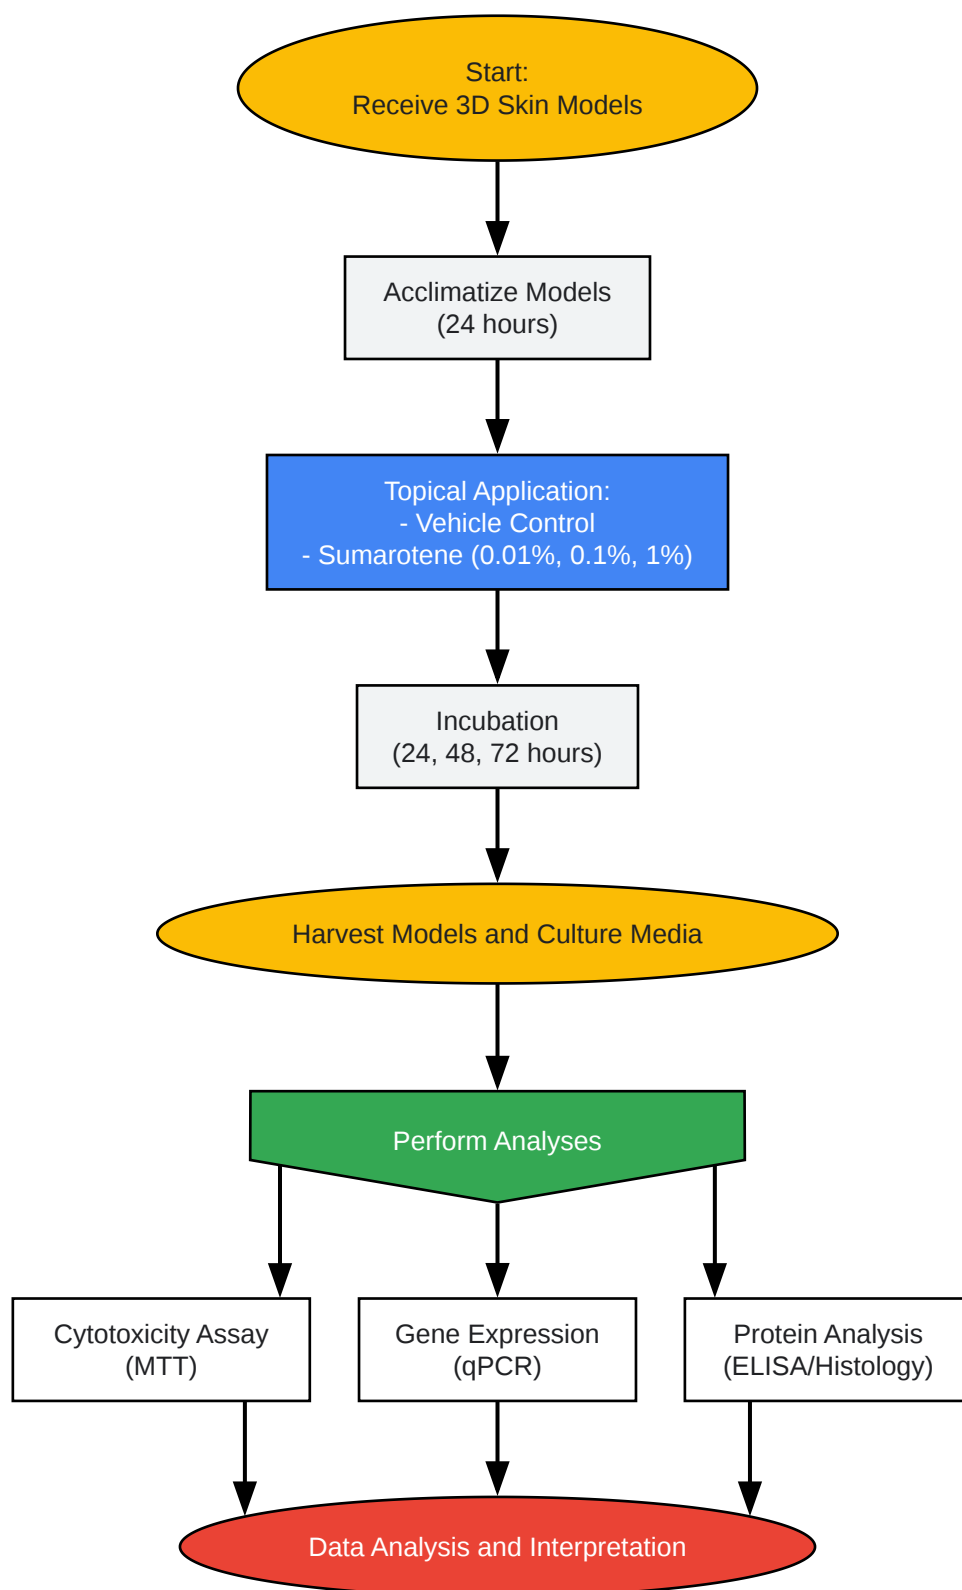 Start:
Receive 3D Skin Models
Acclimatize Models
(24 hours)
Topical Application:
- Vehicle Control
- Sumarotene (0.01%, 0.1%, 1%)
Incubation
(24, 48, 72 hours)
Harvest Models and Culture Media
Perform Analyses
Cytotoxicity Assay
(MTT)
Gene Expression
(qPCR)
Protein Analysis
(ELISA/Histology)
Data Analysis and Interpretation